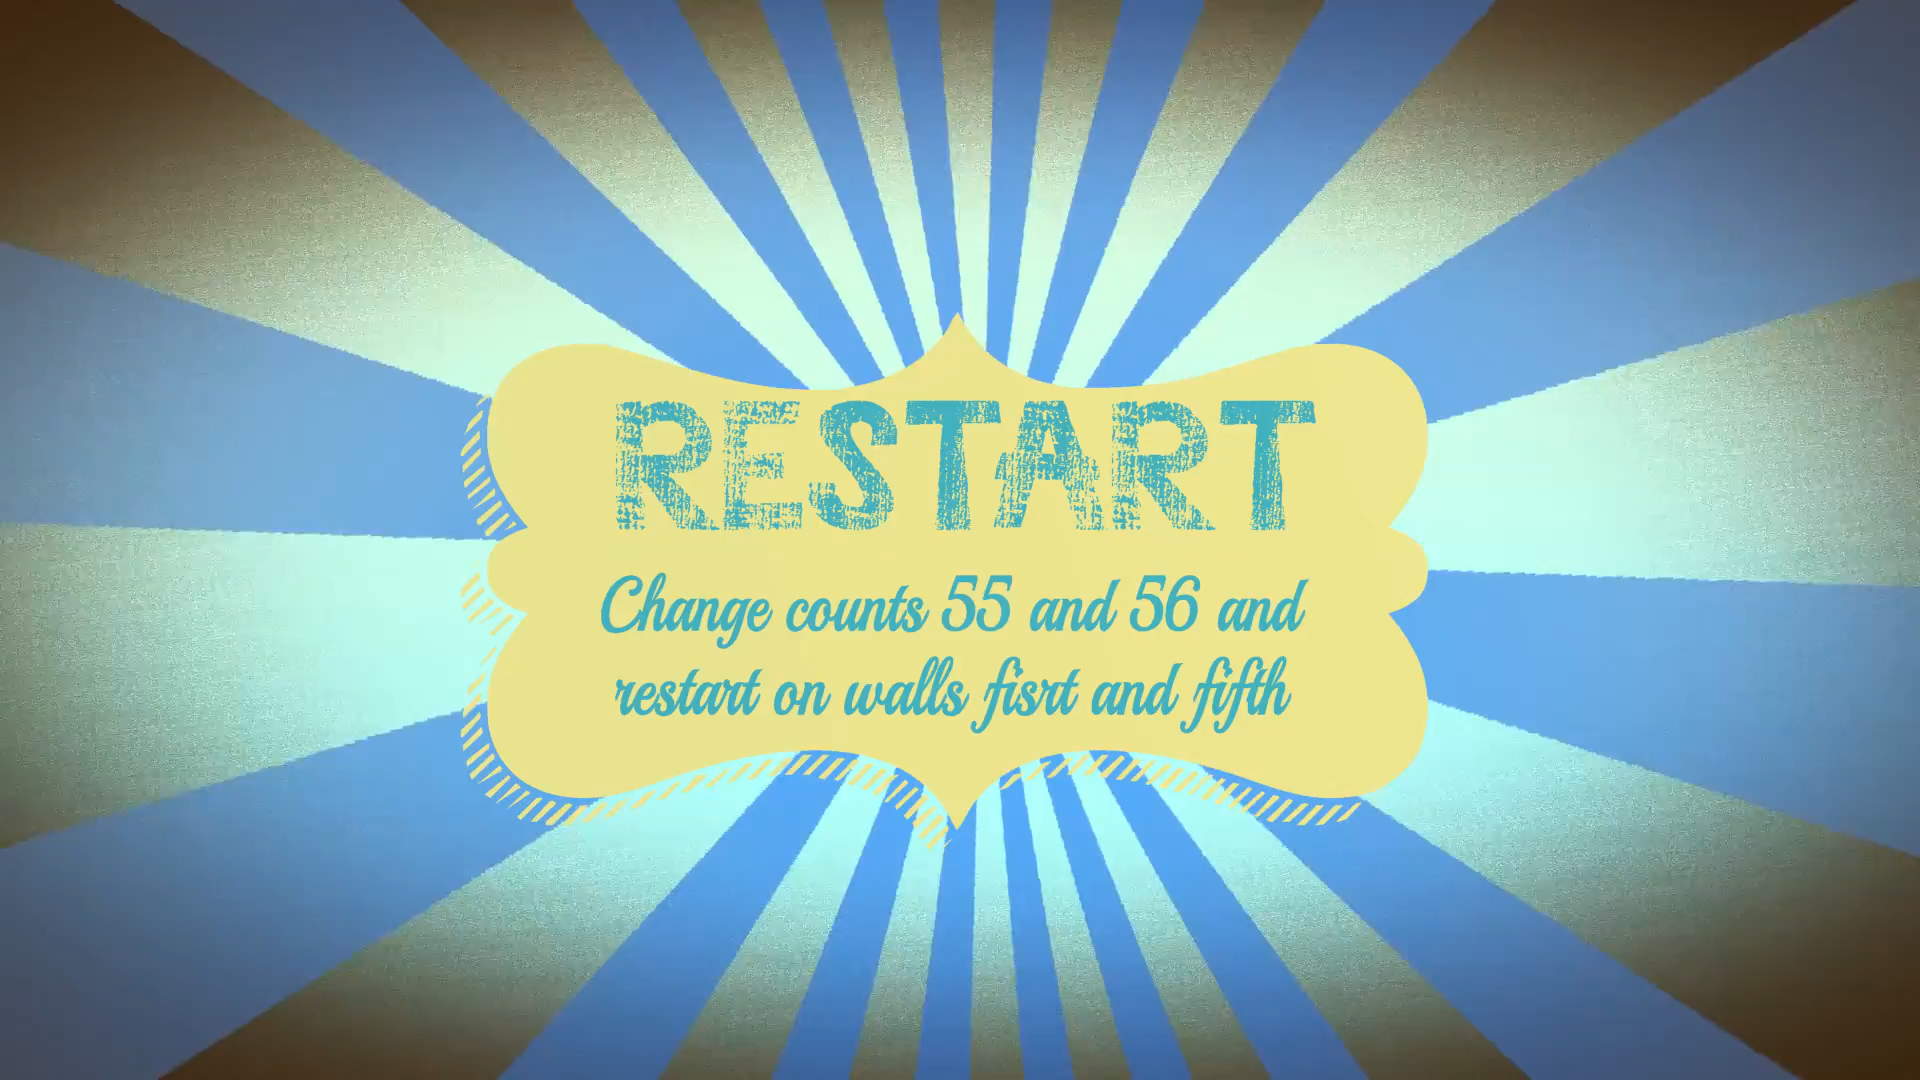 RESTART
Change counts 55 and 56 and
restart on walls fisrt and fifth